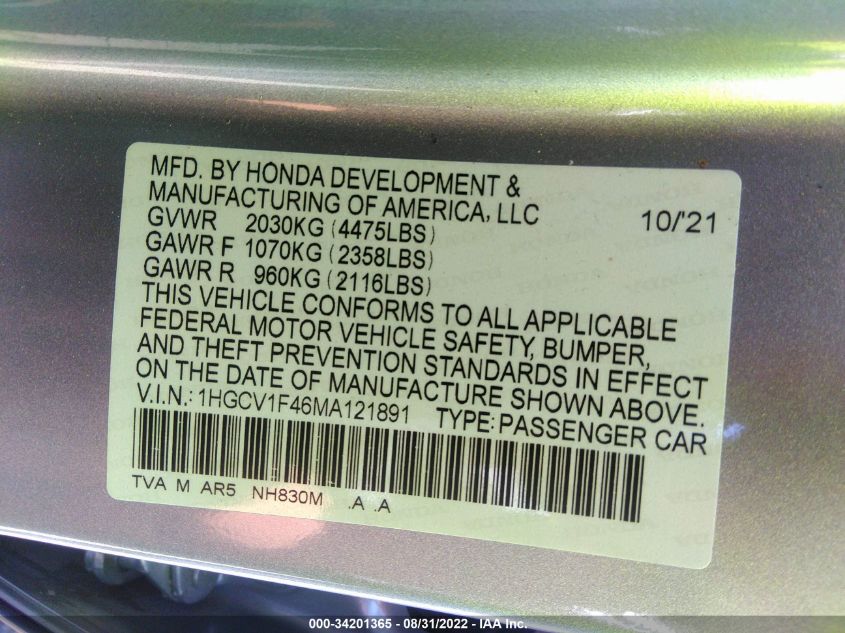 MFD. BY HONDA DEVELOPMENT &
MANUFACTURING OF AMERICA, LLC 10/'21
GVWR 2030KG (4475LBS)
GAWR F 1070KG (2358LBS)
GAWR R 960KG (2116LBS)
THIS VEHICLE CONFORMS TO ALL APPLICABLE
FEDERAL MOTOR VEHICLE SAFETY, BUMPER,
AND THEFT PREVENTION STANDARDS IN EFFECT
ON THE DATE OF MANUFACTURE SHOWN ABOVE.
V.I.N.: 1HGCV1F46MA121891 TYPE: PASSENGER CAR
TVA M AR5 NH830M .A .A
000-34201365 - 08/31/2022 - IAA Inc.